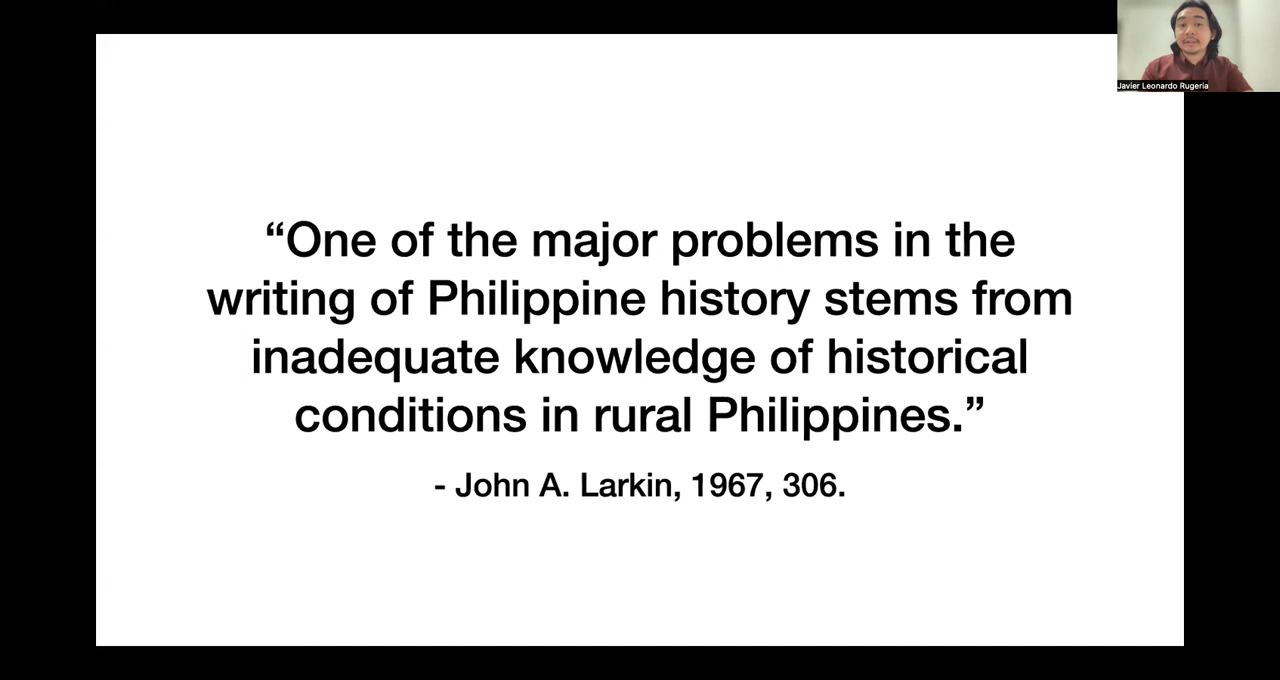 Javier Leonardo Rugeria
“One of the major problems in the
writing of Philippine history stems from
inadequate knowledge of historical
conditions in rural Philippines.”
- John A. Larkin, 1967, 306.